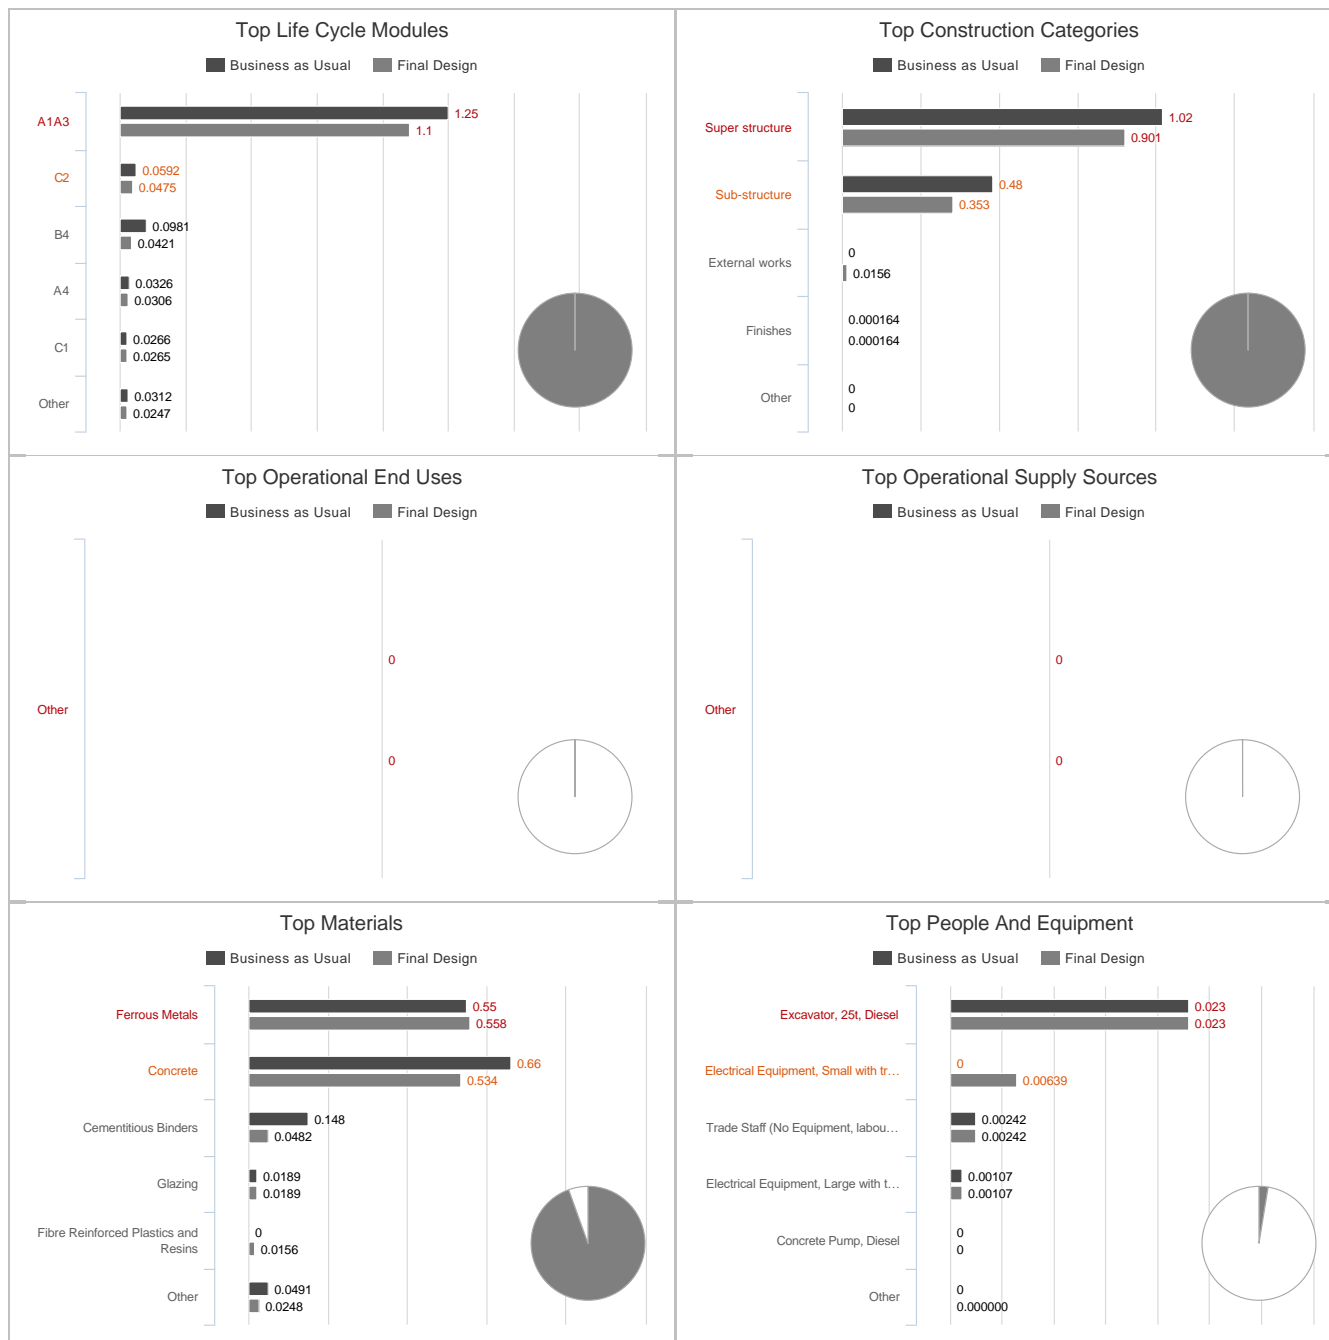 Top Life Cycle Modules
Business as Usual Final Design
A1A3
1.25
1.1
C2
0.0592
0.0475
B4
0.0981
0.0421
A4
0.0326
0.0306
C1
0.0266
0.0265
Other
0.0312
0.0247
Top Construction Categories
Business as Usual Final Design
Super structure
1.02
0.901
Sub-structure
0.48
0.353
External works
0
0.0156
Finishes
0.000164
0.000164
Other
0
0
Top Operational End Uses
Business as Usual Final Design
Other
0
0
Top Operational Supply Sources
Business as Usual Final Design
Other
0
0
Top Materials
Business as Usual Final Design
Ferrous Metals
0.55
0.558
Concrete
0.66
0.534
Cementitious Binders
0.148
0.0482
Glazing
0.0189
0.0189
Fibre Reinforced Plastics and
Resins
0
0.0156
Other
0.0491
0.0248
Top People And Equipment
Business as Usual Final Design
Excavator, 25t, Diesel
0.023
0.023
Electrical Equipment, Small with tr…
0
0.00639
Trade Staff (No Equipment, labou…
0.00242
0.00242
Electrical Equipment, Large with t…
0.00107
0.00107
Concrete Pump, Diesel
0
0
Other
0
0.000000